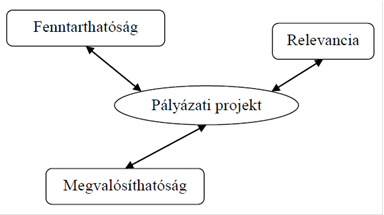 Fenntarthatóság
Relevancia
Pályázati projekt
Megvalósíthatóság